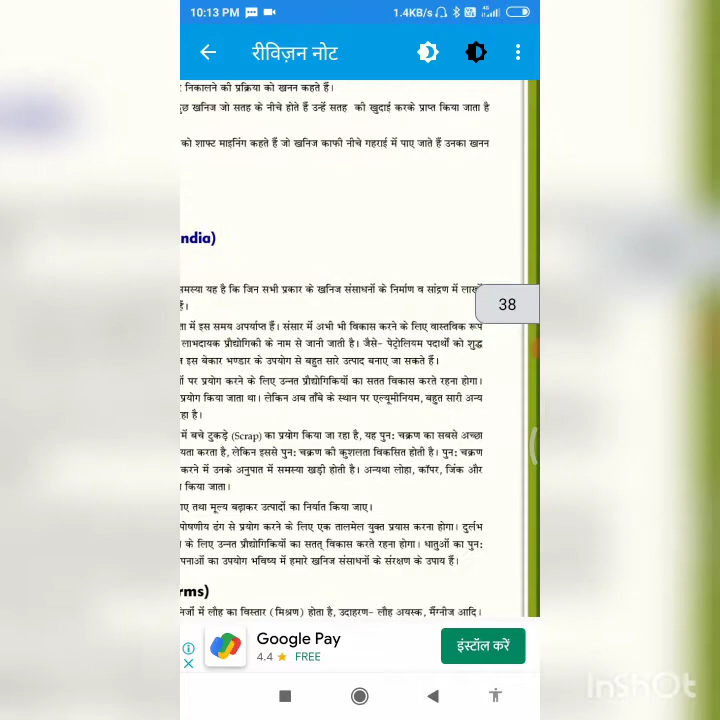 10:13 PM 1.4KB/s 4G
रीविज़न नोट
निकालने की प्रक्रिया को खनन कहते हैं।
कुछ खनिज जो सतह के नीचे होते हैं उन्हें सतह की खुदाई करके प्राप्त किया जाता है
को शाफ्ट माइनिंग कहते हैं जो खनिज काफी नीचे गहराई में पाए जाते हैं उनका खनन
ndia)
समस्या यह है कि जिन सभी प्रकार के खनिज संसाधनों के निर्माण व सांद्रण में लाखों
38
हैं।
ता में इस समय अपर्याप्त हैं। संसार में अभी भी विकास करने के लिए वास्तविक रूप
लाभदायक प्रौद्योगिकी के नाम से जानी जाती है। जैसे- पेट्रोलियम पदार्थों को शुद्ध
इस बेकार भण्डार के उपयोग से बहुत सारे उत्पाद बनाए जा सकते हैं।
पर प्रयोग करने के लिए उन्नत प्रौद्योगिकियों का सतत विकास करते रहना होगा।
प्रयोग किया जाता था। लेकिन अब ताँबे के स्थान पर एल्यूमीनियम, बहुत सारी अन्य
रहा है।
में बचे टुकड़े (Scrap) का प्रयोग किया जा रहा है, यह पुन: चक्रण का सबसे अच्छा
यता करता है, लेकिन इससे पुन: चक्रण की कुशलता विकसित होती है। पुन: चक्रण
करने में उनके अनुपात में समस्या खड़ी होती है। अन्यथा लोहा, कॉपर, जिंक और
किया जाता।
ाए तथा मूल्य बढ़ाकर उत्पादों का निर्यात किया जाए।
पोषणीय ढंग से प्रयोग करने के लिए एक तालमेल युक्त प्रयास करना होगा। दुर्लभ
के लिए उन्नत प्रौद्योगिकियों का सतत् विकास करते रहना होगा। धातुओं का पुन:
पनाओं का उपयोग भविष्य में हमारे खनिज संसाधनों के संरक्षण के उपाय हैं।
rms)
निजों में लौह का विस्तार (मिश्रण) होता है, उदाहरण- लौह अयस्क, मैंग्नीज आदि।
Google Pay
4.4 ★ FREE
इंस्टॉल करें
InShOt